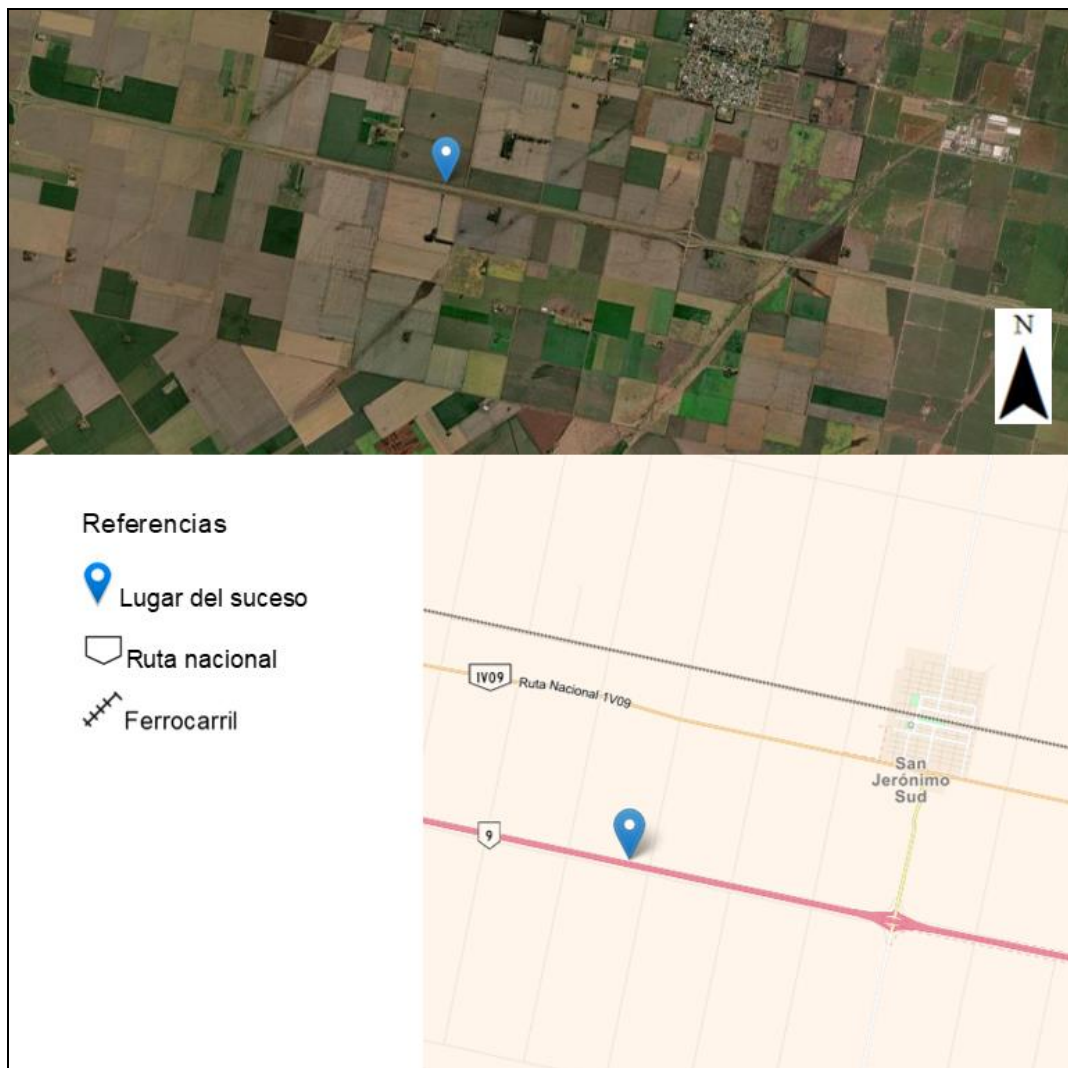 N
Referencias
Lugar del suceso
Ruta nacional
Ferrocarril
1V09
Ruta Nacional 1V09
San
Jerónimo
Sud
9